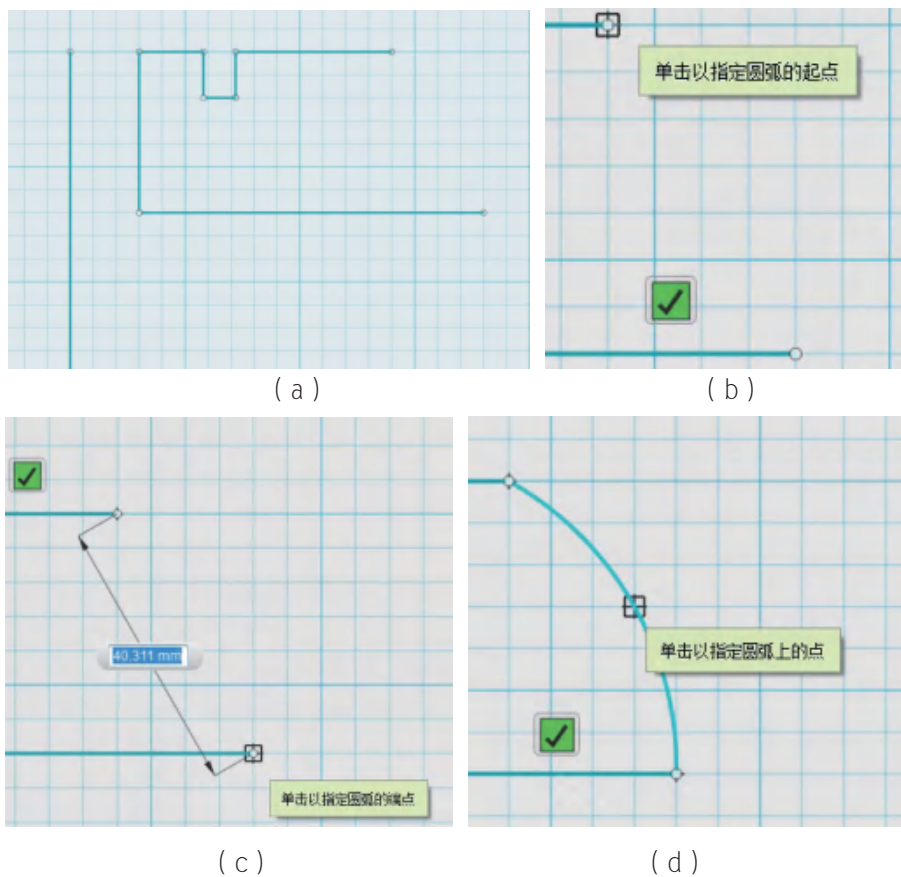 单击以指定圆弧的起点
( a )
( b )
40.311 mm
单击以指定圆弧的端点
单击以指定圆弧上的点
( c )
( d )